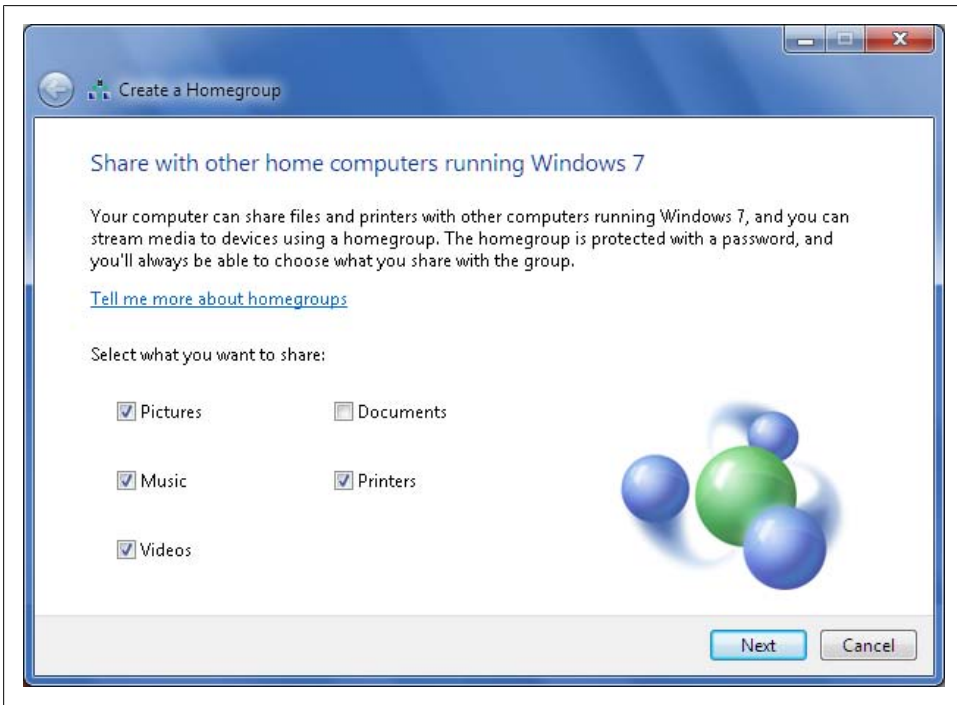 Create a Homegroup
Share with other home computers running Windows 7
Your computer can share files and printers with other computers running Windows 7, and you can
stream media to devices using a homegroup. The homegroup is protected with a password, and
you'll always be able to choose what you share with the group.
Tell me more about homegroups
Select what you want to share:
Pictures
Documents
Music
Printers
Videos
Next
Cancel